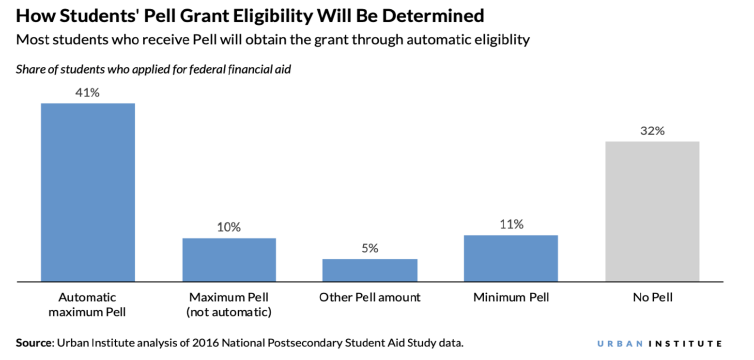 How Students' Pell Grant Eligibility Will Be Determined
Most students who receive Pell will obtain the grant through automatic eligiblity
Share of students who applied for federal financial aid
41%
10%
5%
11%
32%
Automatic
maximum Pell
Maximum Pell
(not automatic)
Other Pell amount
Minimum Pell
No Pell
Source: Urban Institute analysis of 2016 National Postsecondary Student Aid Study data.
URBAN INSTITUTE